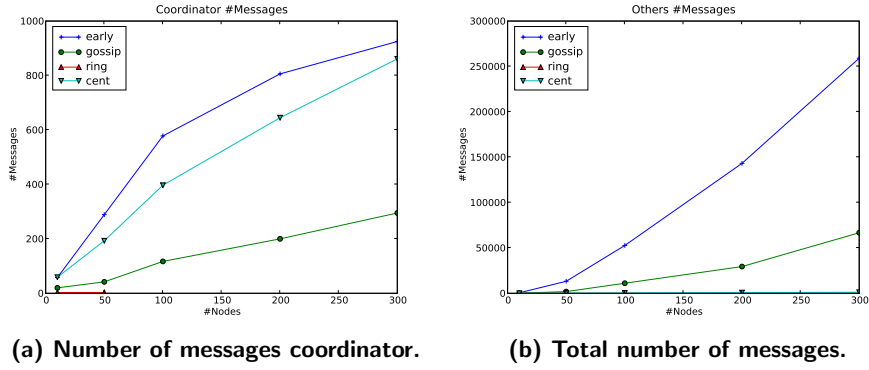 Coordinator #Messages
1000
800
600
400
200
0
#Messages
early
gossip
ring
cent
0 50 100 150 200 250 300
#Nodes
(a) Number of messages coordinator.
Others #Messages
300000
250000
200000
150000
100000
50000
0
#Messages
early
gossip
ring
cent
0 50 100 150 200 250 300
#Nodes
(b) Total number of messages.